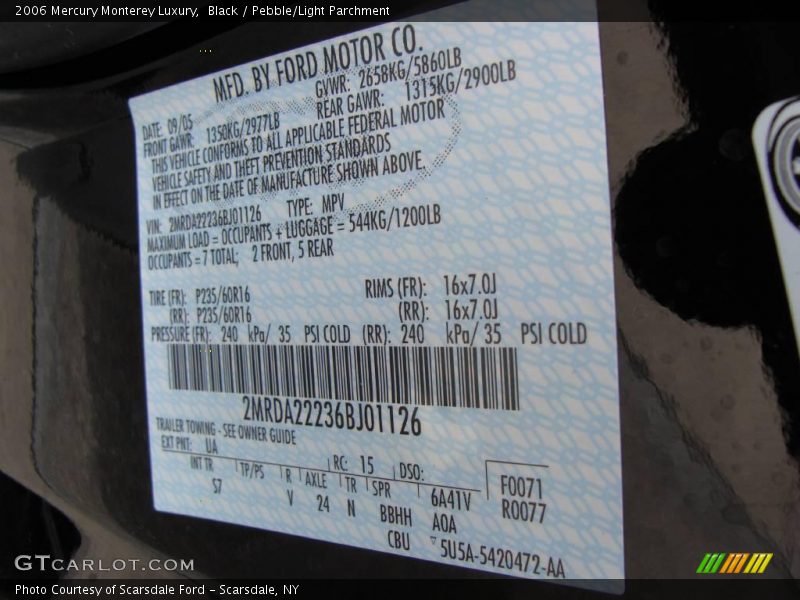 2006 Mercury Monterey Luxury,  Black / Pebble/Light Parchment
MFD. BY FORD MOTOR CO.
DATE: 09/05 GVWR: 2658KG/5860LB
FRONT GAWR: 1350KG/2977LB REAR GAWR: 1315KG/2900LB
THIS VEHICLE CONFORMS TO ALL APPLICABLE FEDERAL MOTOR
VEHICLE SAFETY AND THEFT PREVENTION STANDARDS
IN EFFECT ON THE DATE OF MANUFACTURE SHOWN ABOVE.
VIN: 2MRDA22236BJ01126 TYPE: MPV
MAXIMUM LOAD = OCCUPANTS + LUGGAGE = 544KG/1200LB
OCCUPANTS = 7 TOTAL; 2 FRONT, 5 REAR
TIRE (FR): P235/60R16 RIMS (FR): 16x7.0J
(RR): P235/60R16 (RR): 16x7.0J
PRESSURE (FR): 240 kPa/ 35 PSI COLD (RR): 240 kPa/ 35 PSI COLD
2MRDA22236BJ01126
TRAILER TOWING - SEE OWNER GUIDE
EXT PNT: UA RC: 15 DSO: F0071
INT TR TP/PS R AXLE TR SPR 6A41V R0077
S7 V 24 N BBHH AOA
CBU 5U5A-5420472-AA
GTCARLOT.COM
Photo Courtesy of Scarsdale Ford – Scarsdale, NY